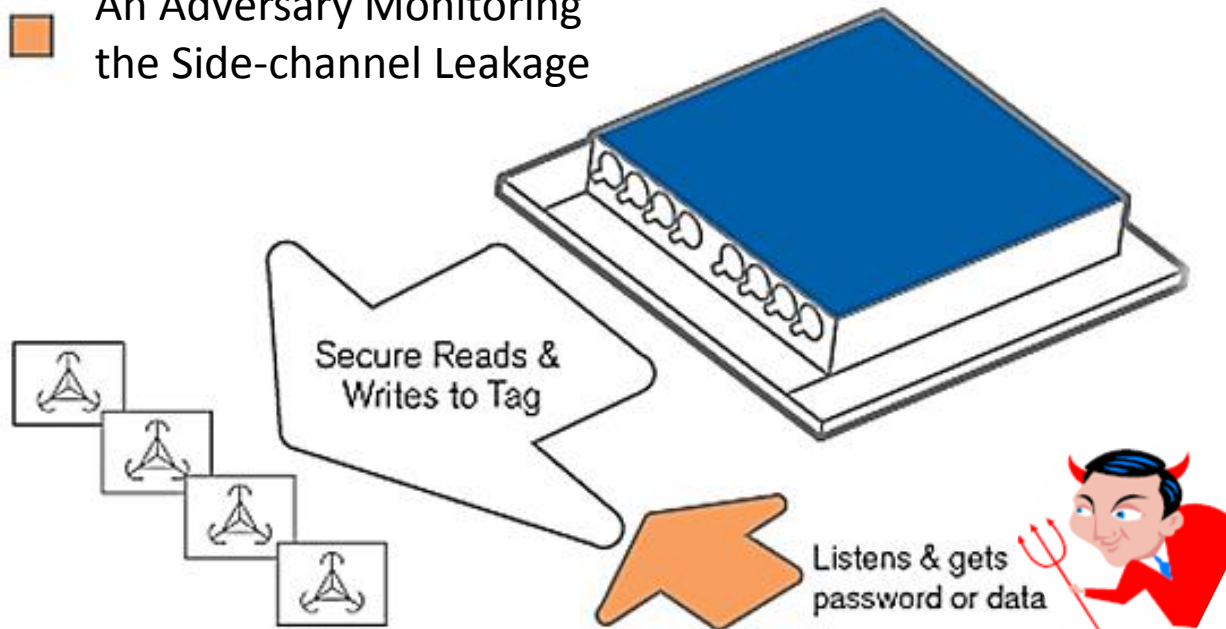 An Adversary Monitoring
the Side-channel Leakage
Secure Reads &
Writes to Tag
Listens & gets
password or data